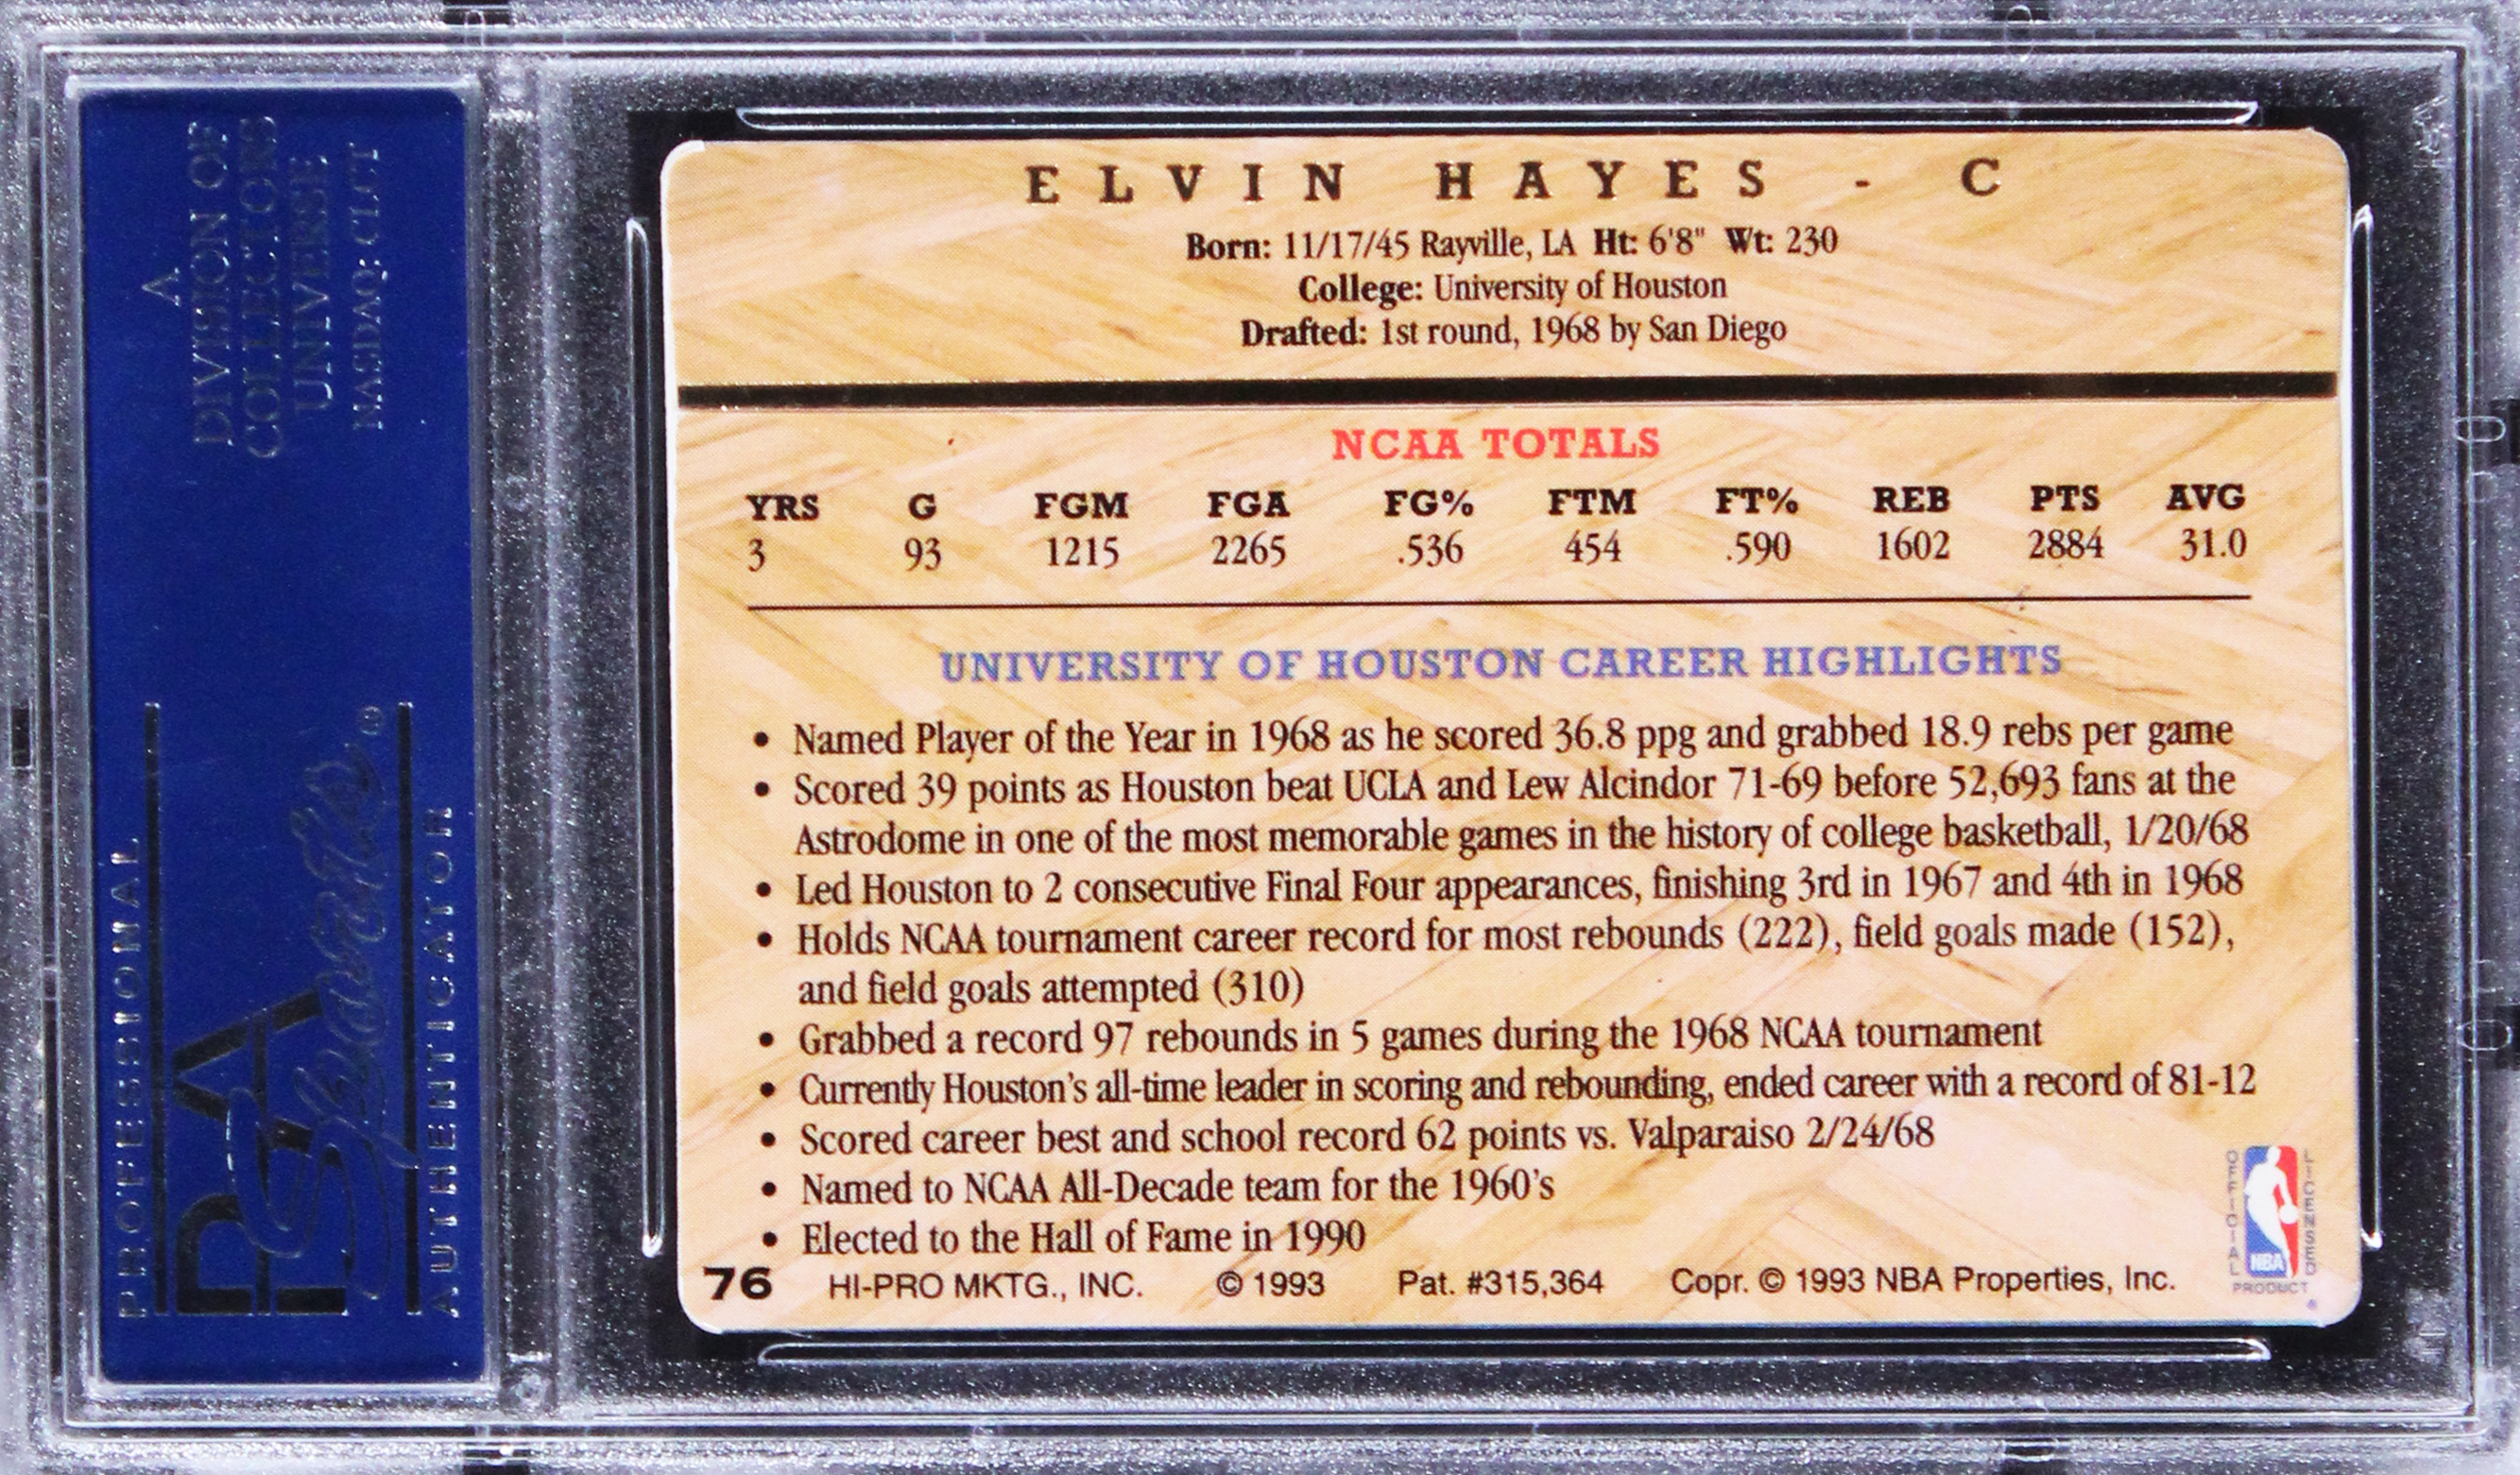 A
DIVISION OF
COLLECTORS
UNIVERSE
NASDAQ: CLCT
PROFESSIONAL
PSA
Sports
AUTHENTICATOR
ELVIN HAYES - C
Born: 11/17/45 Rayville, LA Ht: 6'8" Wt: 230
College: University of Houston
Drafted: 1st round, 1968 by San Diego
NCAA TOTALS
YRS G FGM FGA FG% FTM FT% REB PTS AVG
3 93 1215 2265 .536 454 .590 1602 2884 31.0
UNIVERSITY OF HOUSTON CAREER HIGHLIGHTS
• Named Player of the Year in 1968 as he scored 36.8 ppg and grabbed 18.9 rebs per game
• Scored 39 points as Houston beat UCLA and Lew Alcindor 71-69 before 52,693 fans at the
Astrodome in one of the most memorable games in the history of college basketball, 1/20/68
• Led Houston to 2 consecutive Final Four appearances, finishing 3rd in 1967 and 4th in 1968
• Holds NCAA tournament career record for most rebounds (222), field goals made (152),
and field goals attempted (310)
• Grabbed a record 97 rebounds in 5 games during the 1968 NCAA tournament
• Currently Houston's all-time leader in scoring and rebounding, ended career with a record of 81-12
• Scored career best and school record 62 points vs. Valparaiso 2/24/68
• Named to NCAA All-Decade team for the 1960's
• Elected to the Hall of Fame in 1990
76 HI-PRO MKTG., INC. © 1993 Pat. #315,364 Copr. © 1993 NBA Properties, Inc.
OFFICIAL
LICENSED
NBA
PRODUCT
®